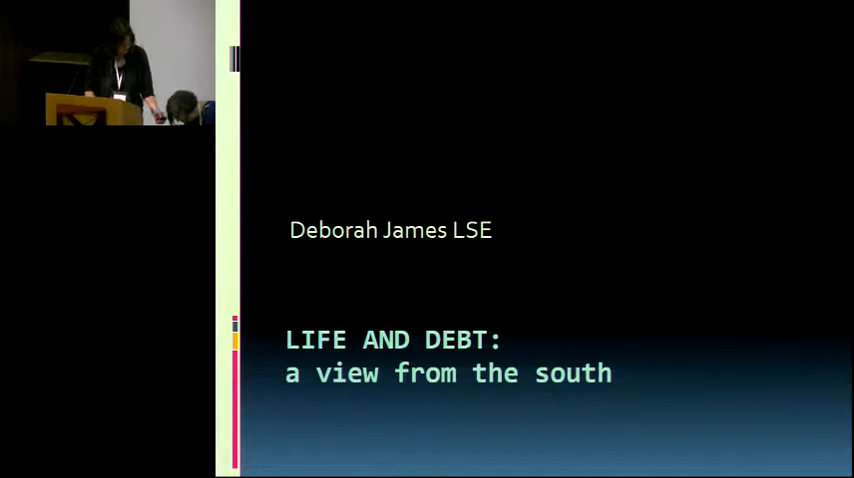 Deborah James LSE
LIFE AND DEBT:
a view from the south